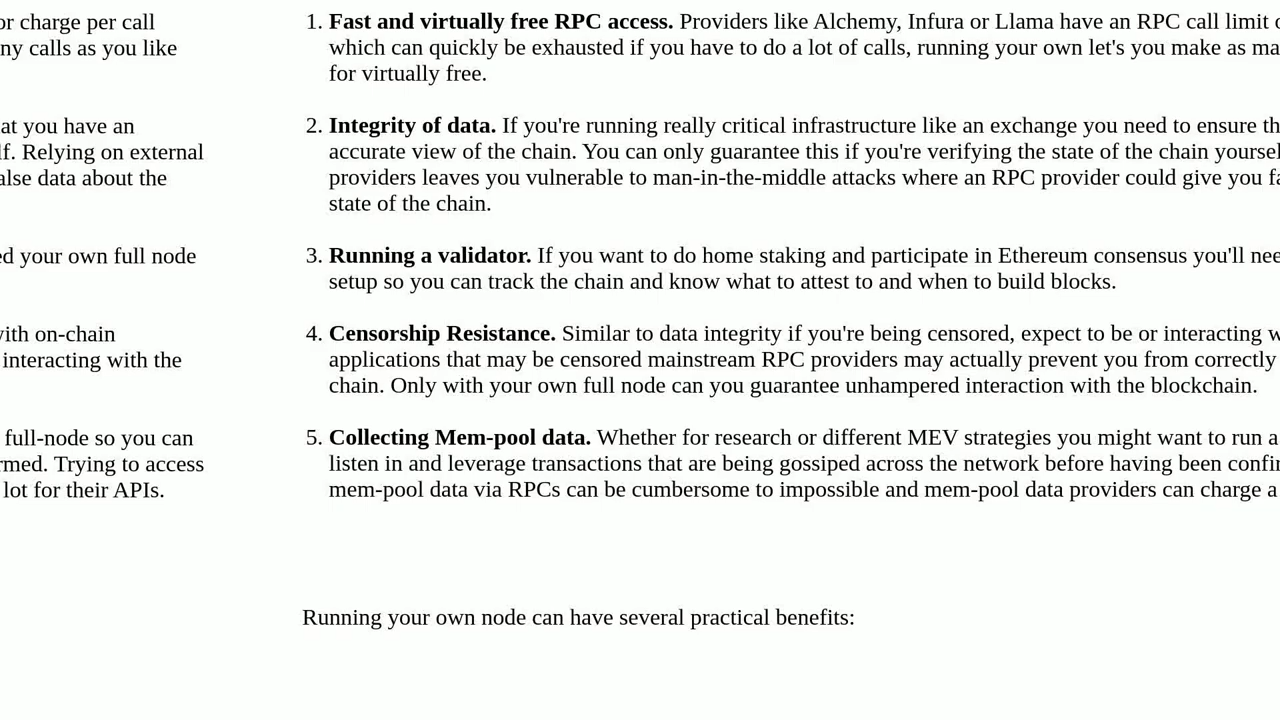 or charge per call
ny calls as you like
at you have an
lf. Relying on external
alse data about the
ed your own full node
on-chain
interacting with the
full-node so you can
rmed. Trying to access
lot for their APIs.
1. Fast and virtually free RPC access. Providers like Alchemy, Infura or Llama have an RPC call limit
which can quickly be exhausted if you have to do a lot of calls, running your own let's you make as ma
for virtually free.
2. Integrity of data. If you're running really critical infrastructure like an exchange you need to ensure th
accurate view of the chain. You can only guarantee this if you're verifying the state of the chain yoursel
providers leaves you vulnerable to man-in-the-middle attacks where an RPC provider could give you fa
state of the chain.
3. Running a validator. If you want to do home staking and participate in Ethereum consensus you'll nee
setup so you can track the chain and know what to attest to and when to build blocks.
4. Censorship Resistance. Similar to data integrity if you're being censored, expect to be or interacting w
applications that may be censored mainstream RPC providers may actually prevent you from correctly
chain. Only with your own full node can you guarantee unhampered interaction with the blockchain.
5. Collecting Mem-pool data. Whether for research or different MEV strategies you might want to run a
listen in and leverage transactions that are being gossiped across the network before having been confir
mem-pool data via RPCs can be cumbersome to impossible and mem-pool data providers can charge a
Running your own node can have several practical benefits: